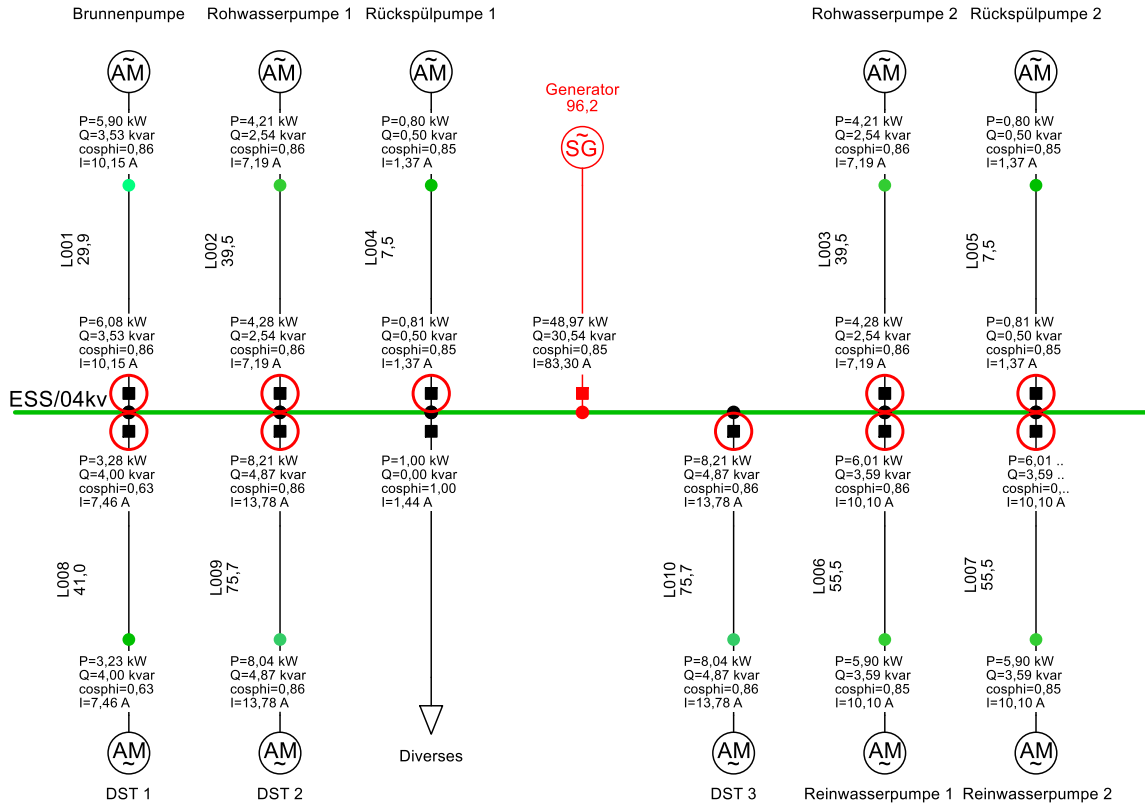 Brunnenpumpe
Rohwasserpumpe 1
Rückspülpumpe 1
Rohwasserpumpe 2
Rückspülpumpe 2
AM
AM
AM
AM
AM
Generator
96,2
SG
P=5,90 kW
Q=3,53 kvar
cosphi=0,86
I=10,15 A
P=4,21 kW
Q=2,54 kvar
cosphi=0,86
I=7,19 A
P=0,80 kW
Q=0,50 kvar
cosphi=0,85
I=1,37 A
P=4,21 kW
Q=2,54 kvar
cosphi=0,86
I=7,19 A
P=0,80 kW
Q=0,50 kvar
cosphi=0,85
I=1,37 A
L001
29,9
L002
39,5
L004
7,5
L003
39,5
L005
7,5
P=6,08 kW
Q=3,53 kvar
cosphi=0,86
I=10,15 A
P=4,28 kW
Q=2,54 kvar
cosphi=0,86
I=7,19 A
P=0,81 kW
Q=0,50 kvar
cosphi=0,85
I=1,37 A
P=48,97 kW
Q=30,54 kvar
cosphi=0,85
I=83,30 A
P=4,28 kW
Q=2,54 kvar
cosphi=0,86
I=7,19 A
P=0,81 kW
Q=0,50 kvar
cosphi=0,85
I=1,37 A
ESS/04kv
P=3,28 kW
Q=4,00 kvar
cosphi=0,63
I=7,46 A
P=8,21 kW
Q=4,87 kvar
cosphi=0,86
I=13,78 A
P=1,00 kW
Q=0,00 kvar
cosphi=1,00
I=1,44 A
P=8,21 kW
Q=4,87 kvar
cosphi=0,86
I=13,78 A
P=6,01 kW
Q=3,59 kvar
cosphi=0,86
I=10,10 A
P=6,01 ..
Q=3,59 ..
cosphi=0,..
I=10,10 A
L008
41,0
L009
75,7
L010
75,7
L006
55,5
L007
55,5
P=3,23 kW
Q=4,00 kvar
cosphi=0,63
I=7,46 A
P=8,04 kW
Q=4,87 kvar
cosphi=0,86
I=13,78 A
P=8,04 kW
Q=4,87 kvar
cosphi=0,86
I=13,78 A
P=5,90 kW
Q=3,59 kvar
cosphi=0,85
I=10,10 A
P=5,90 kW
Q=3,59 kvar
cosphi=0,85
I=10,10 A
AM
AM
Diverses
AM
AM
AM
DST 1
DST 2
DST 3
Reinwasserpumpe 1
Reinwasserpumpe 2